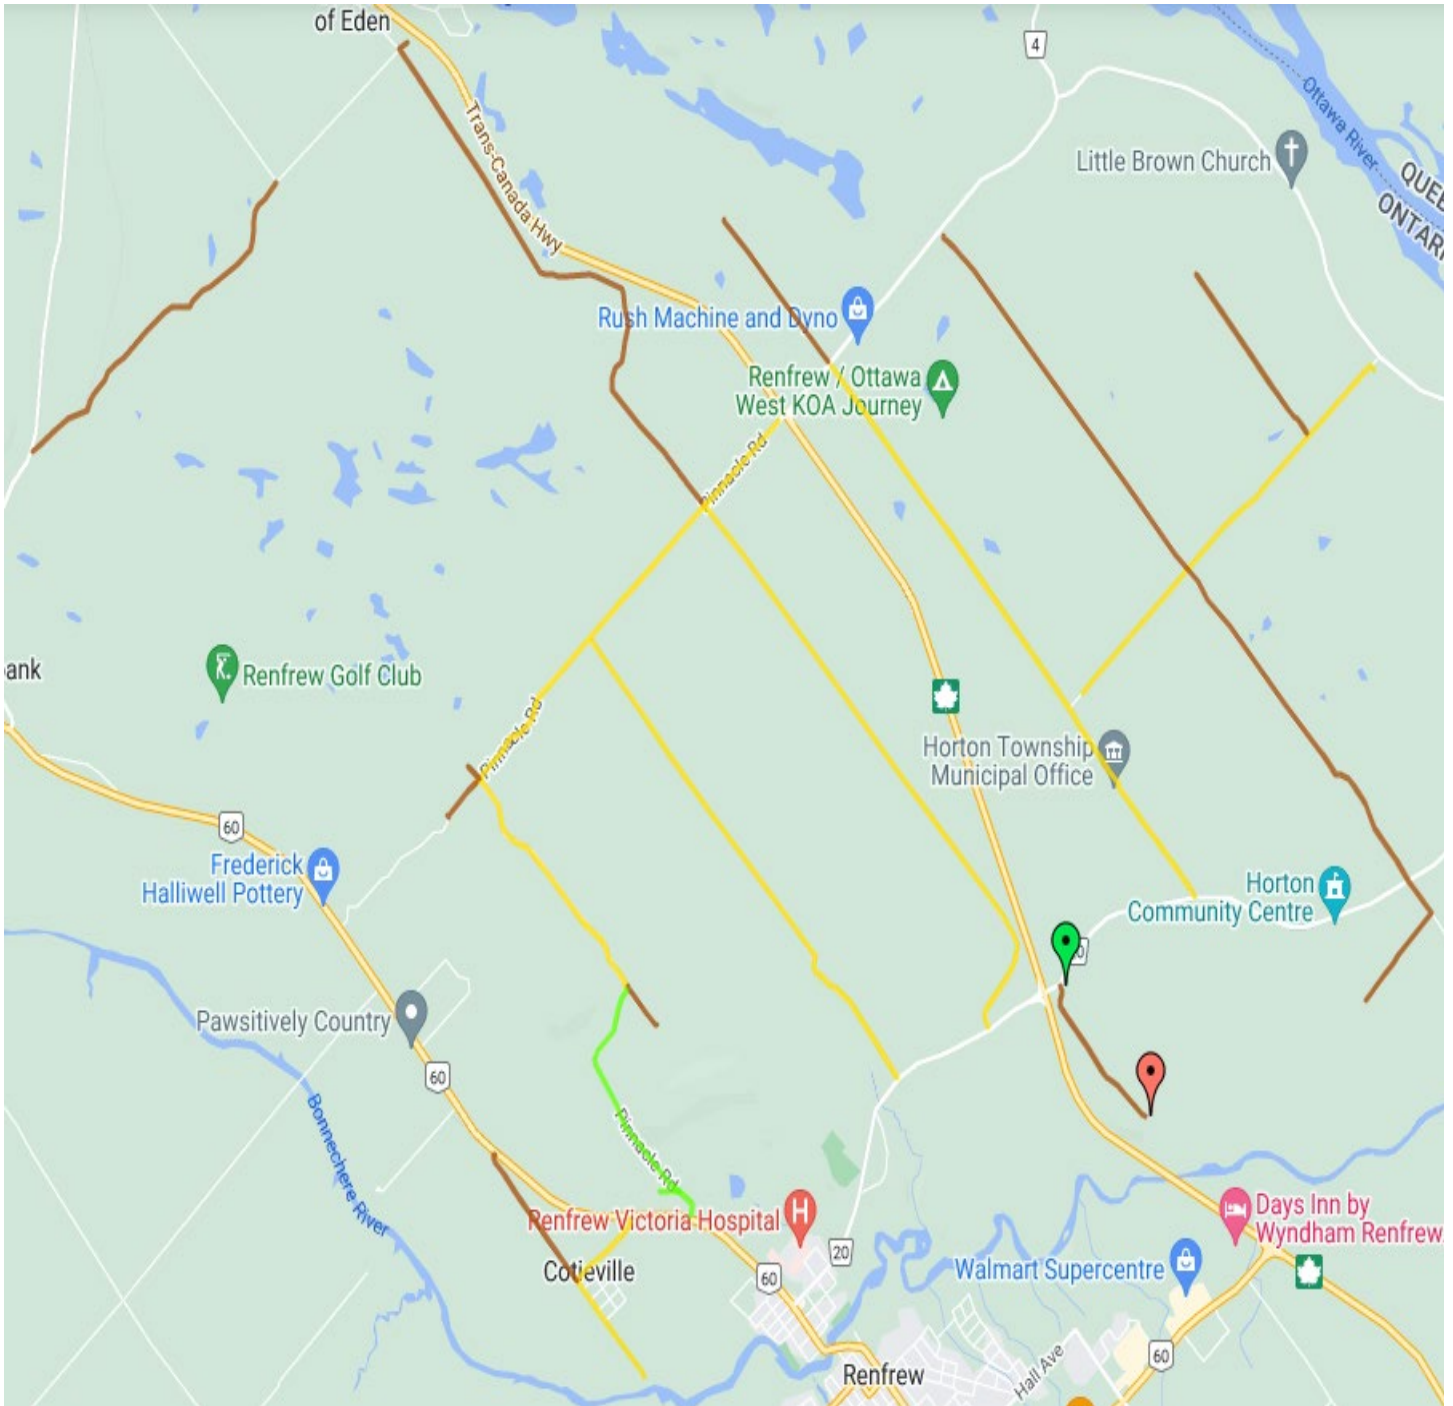 of Eden
4
Ottawa River
Trans-Canada Hwy
Little Brown Church
ONTAR
Rush Machine and Dyno
Renfrew / Ottawa
West KOA Journey
Pinnacle Rd
ank
Renfrew Golf Club
Pinnacle Rd
Horton Township
Municipal Office
60
Frederick
Halliwell Pottery
Horton
Community Centre
Pawsitively Country
60
Bonnechere River
Pinnacle Rd
Renfrew Victoria Hospital
H
Days Inn by
Wyndham Renfrew
20
Cotieville
60
Walmart Supercentre
60
Renfrew
Hall Ave